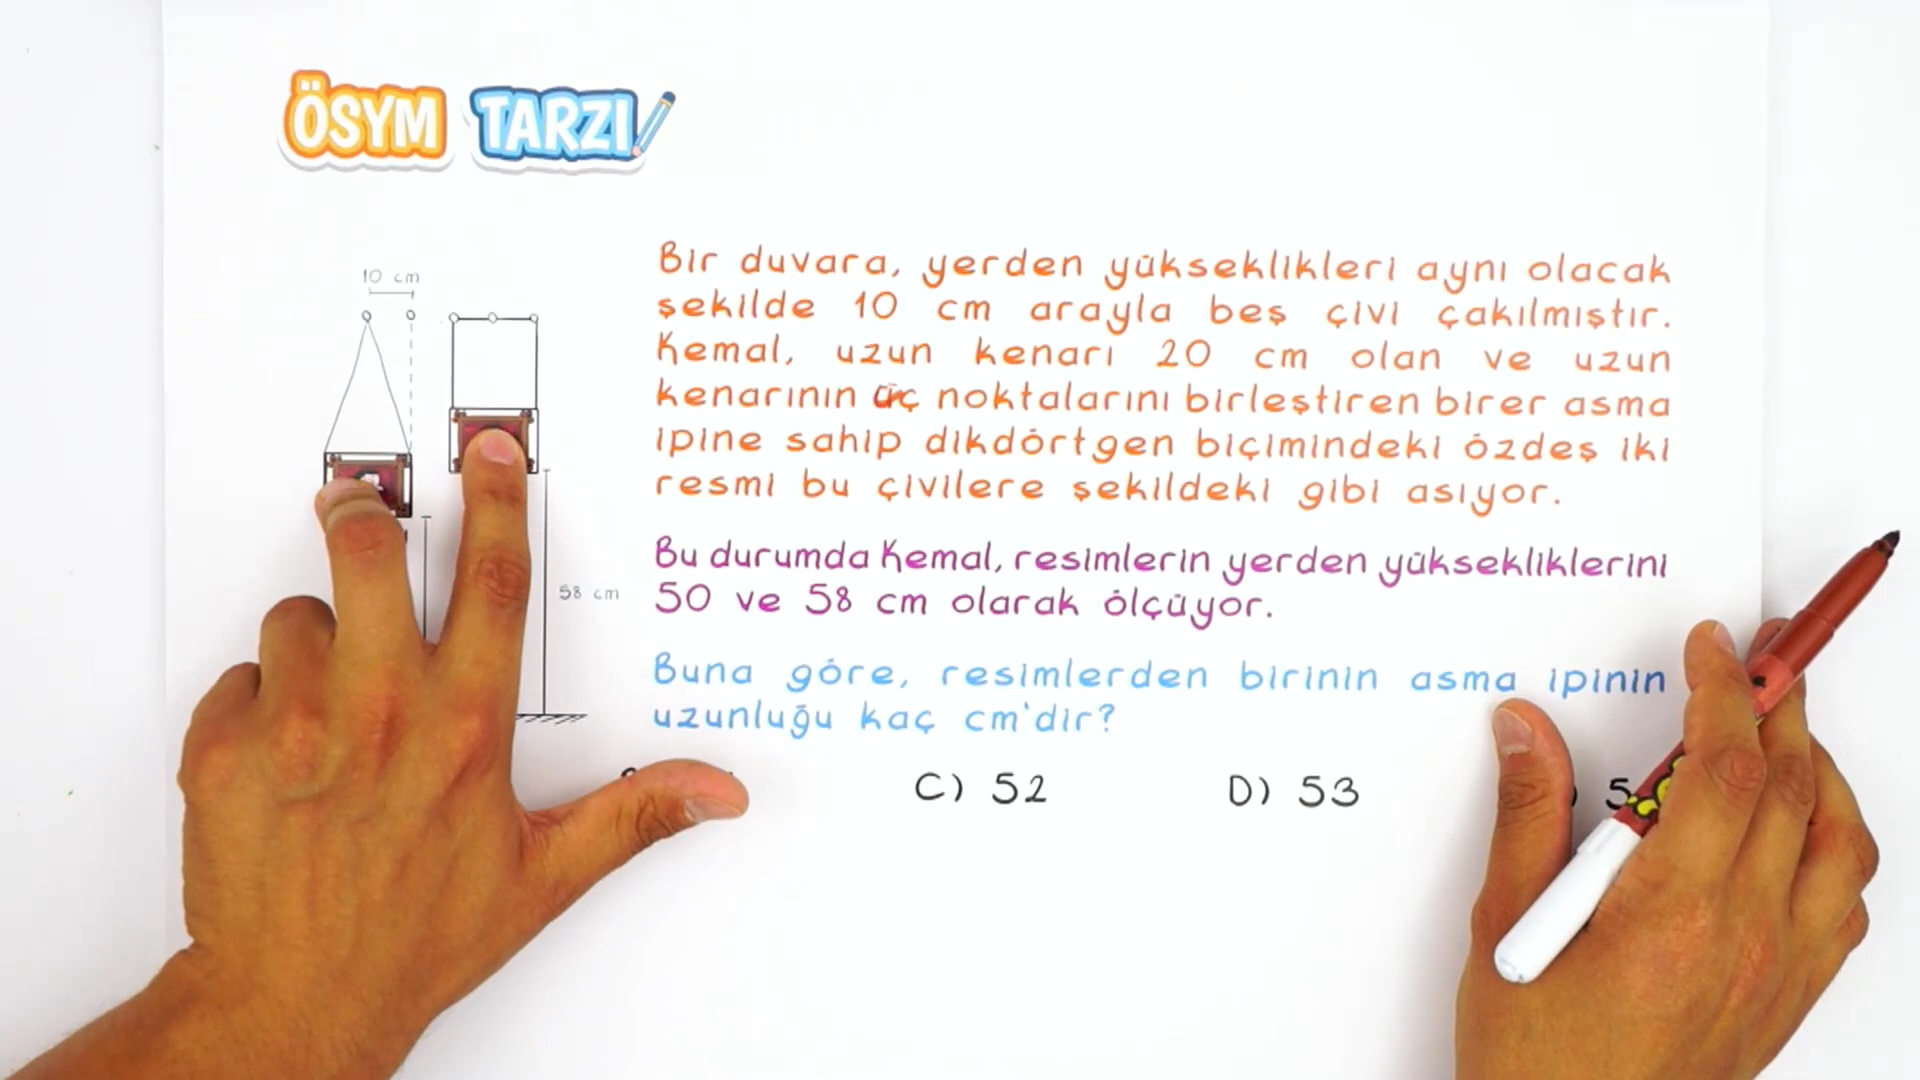 ÖSYM TARZI
10 cm
Bir duvara, yerden yükseklikleri aynı olacak
şekilde 10 cm arayla beş çivi çakılmıştır.
Kemal, uzun kenarı 20 cm olan ve uzun
kenarının üç noktalarını birleştiren birer asma
ipine sahip dikdörtgen biçimindeki özdeş iki
resmi bu çivilere şekildeki gibi asıyor.
Bu durumda Kemal, resimlerin yerden yüksekliklerini
50 ve 58 cm olarak ölçüyor.
58 cm
Buna göre, resimlerden birinin asma ipinin
uzunluğu kaç cm'dir?
C) 52
D) 53